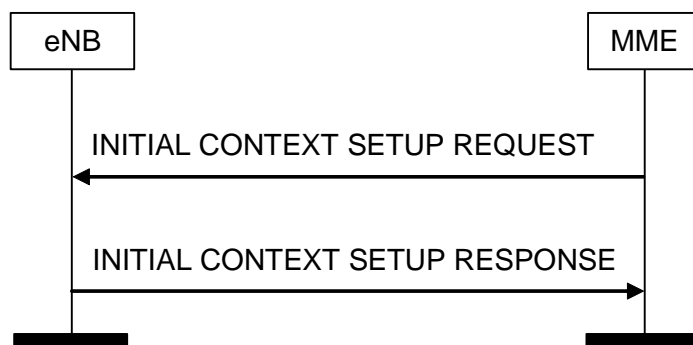 eNB
MME
INITIAL CONTEXT SETUP REQUEST
INITIAL CONTEXT SETUP RESPONSE